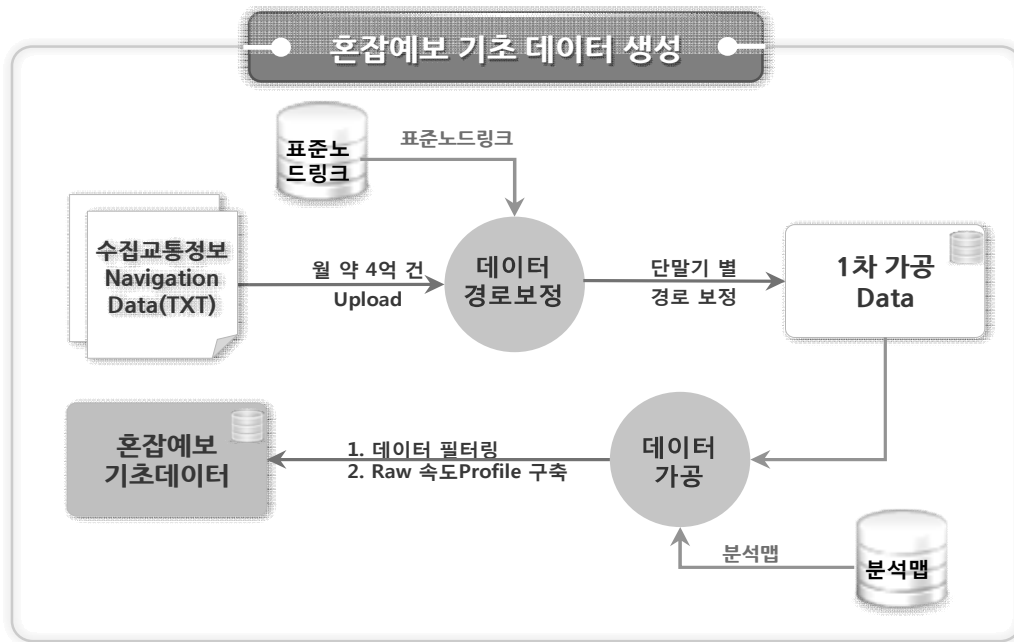 혼잡예보 기초 데이터 생성
표준노
드링크
표준노드링크
수집교통정보
Navigation
Data(TXT)
월 약 4억 건
Upload
데이터
경로보정
단말기 별
경로 보정
1차 가공
Data
혼잡예보
기초데이터
1. 데이터 필터링
2. Raw 속도Profile 구축
데이터
가공
분석맵
분석맵